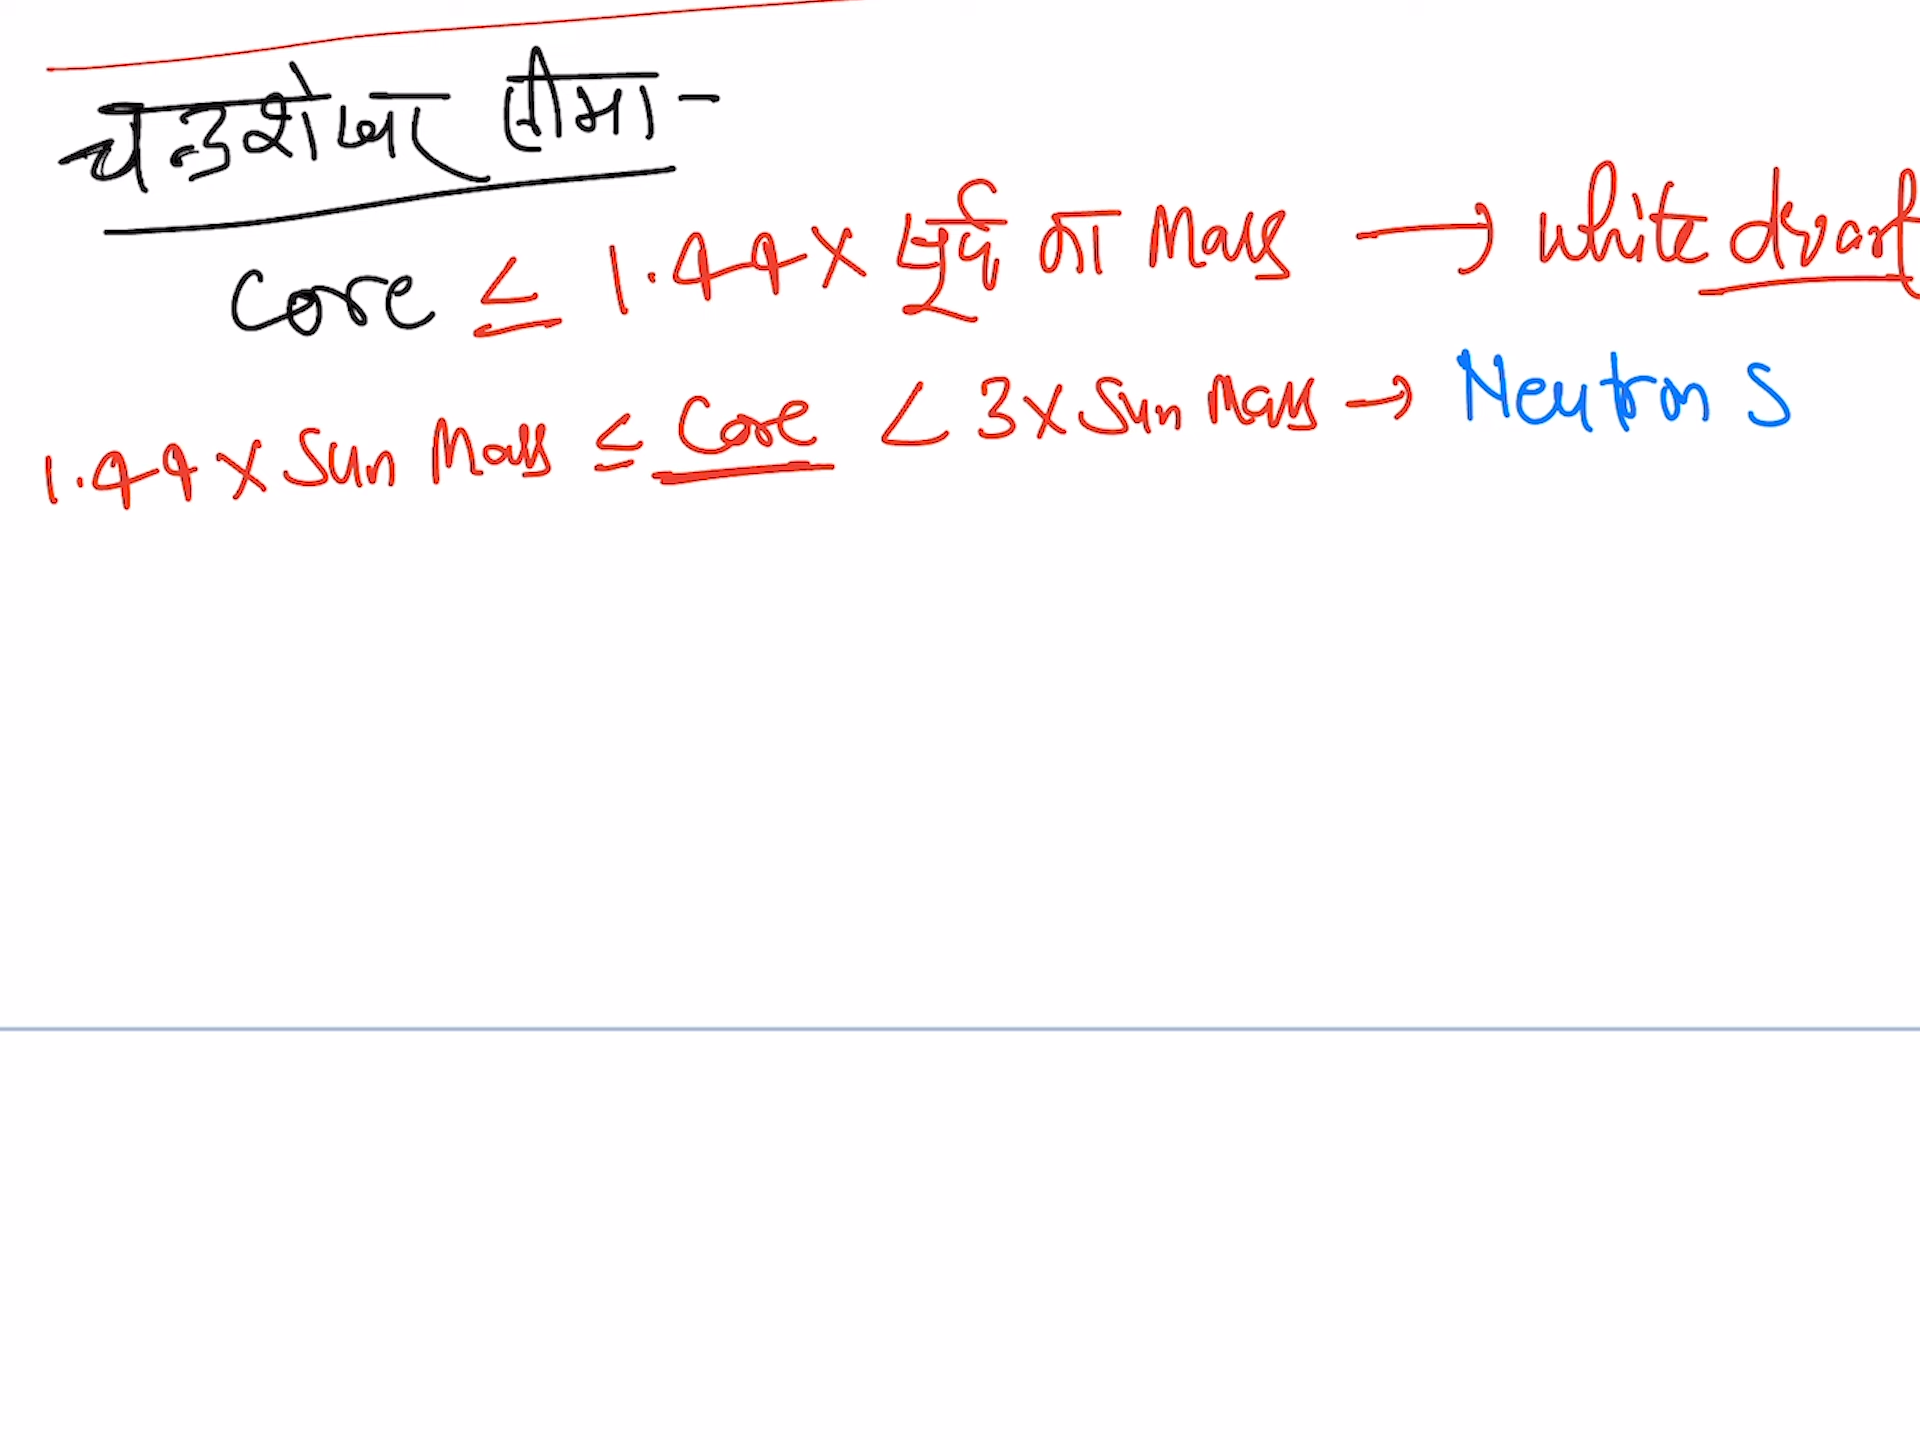 चन्द्रशेखर सीमा -
Core ≤ 1.44 x सूर्य का Mass → white dwarf
1.44 x Sun Mass ≤ Core < 3 x Sun Mass → Neutron S